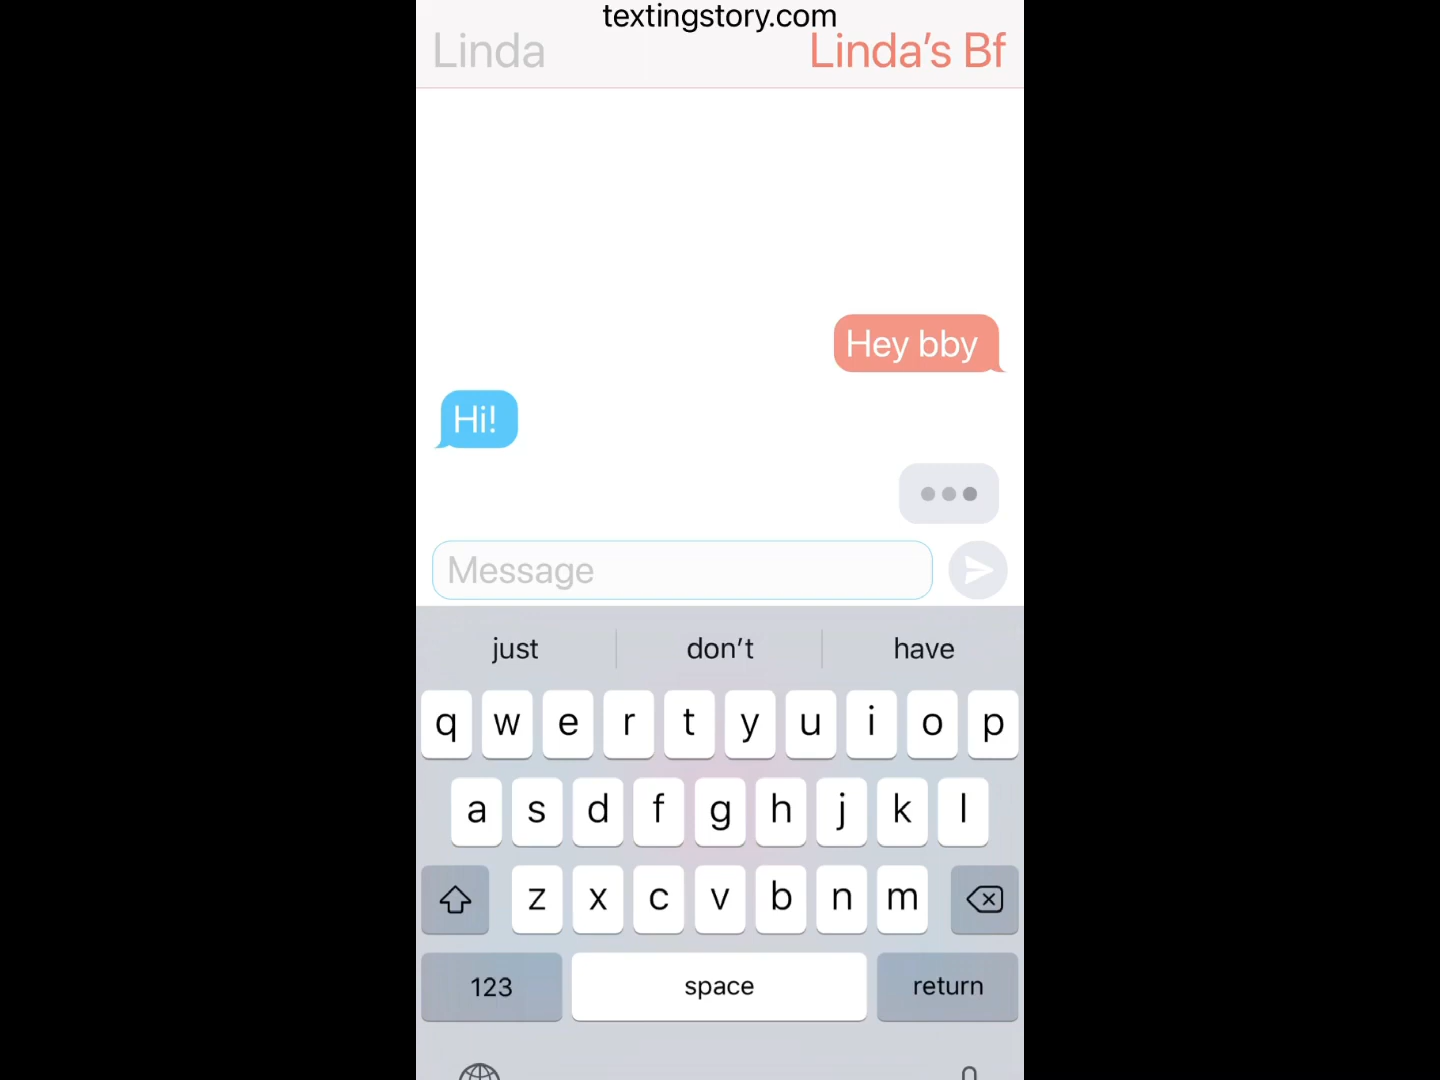 textingstory.com
Linda Linda’s Bf
Hey bby
Hi!
Message
just don’t have
q w e r t y u i o p
a s d f g h j k l
z x c v b n m
123 space return